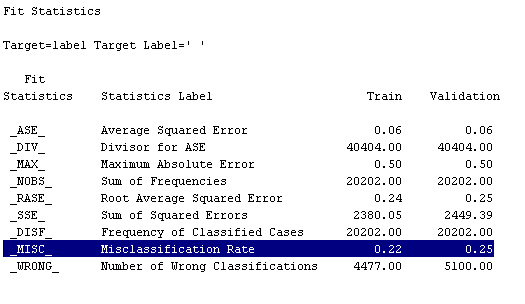 Fit Statistics
Target=label Target Label=' '
Fit
Statistics Statistics Label Train Validation
_ASE_ Average Squared Error 0.06 0.06
_DIV_ Divisor for ASE 40404.00 40404.00
_MAX_ Maximum Absolute Error 0.50 0.50
_NOBS_ Sum of Frequencies 20202.00 20202.00
_RASE_ Root Average Squared Error 0.24 0.25
_SSE_ Sum of Squared Errors 2380.05 2449.39
_DISF_ Frequency of Classified Cases 20202.00 20202.00
_MISC_ Misclassification Rate 0.22 0.25
_WRONG_ Number of Wrong Classifications 4477.00 5100.00